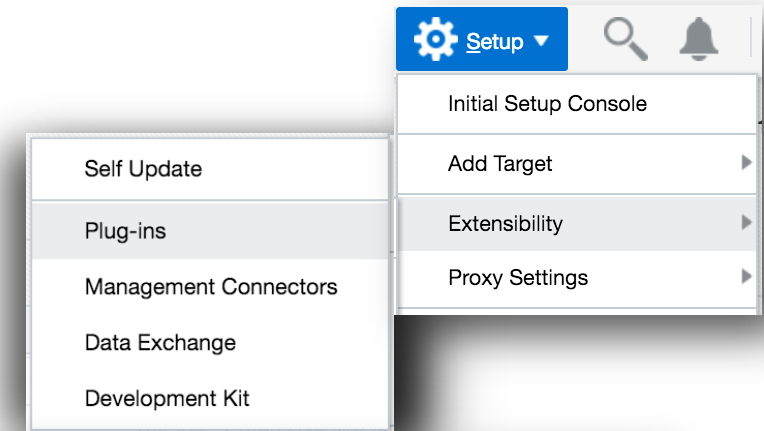 Setup
Initial Setup Console
Add Target
Extensibility
Proxy Settings
Self Update
Plug-ins
Management Connectors
Data Exchange
Development Kit